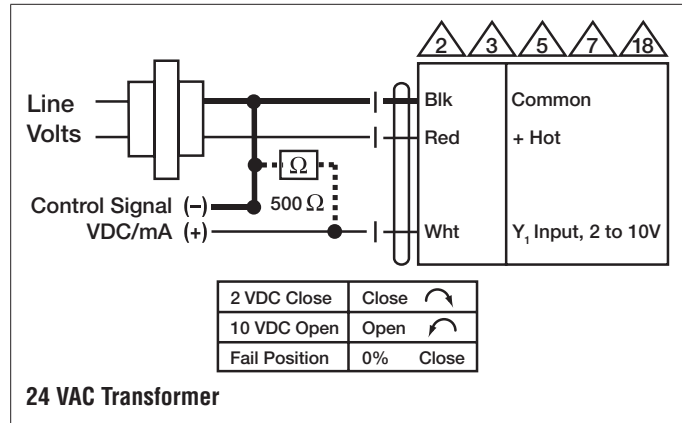 2 3 5 7 18
Line
Volts
Blk Common
Red + Hot
Ω
Control Signal (–) 500 Ω
VDC/mA (+)
Wht Y1 Input, 2 to 10V
2 VDC Close Close
10 VDC Open Open
Fail Position 0% Close
24 VAC Transformer